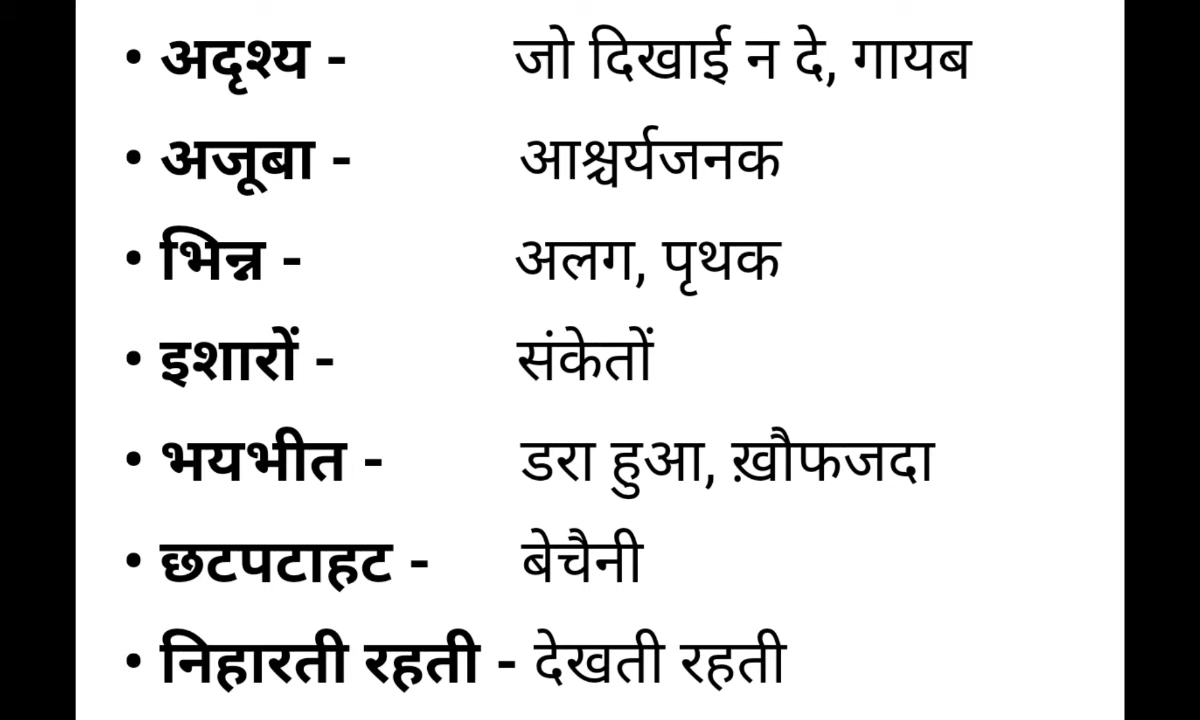 • अदृश्य - जो दिखाई न दे, गायब
• अजूबा - आश्चर्यजनक
• भिन्न - अलग, पृथक
• इशारों - संकेतों
• भयभीत - डरा हुआ, ख़ौफजदा
• छटपटाहट - बेचैनी
• निहारती रहती - देखती रहती